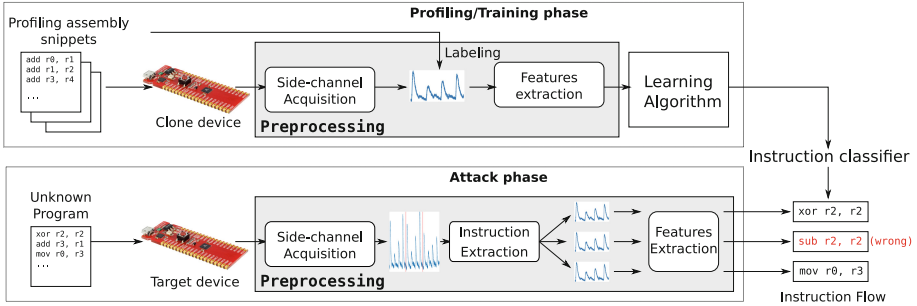 Profiling/Training phase
Profiling assembly
snippets
add r0, r1
add r1, r2
add r3, r4
...
Clone device
Labeling
Side-channel
Acquisition
Features
extraction
Preprocessing
Learning
Algorithm
Instruction classifier
Attack phase
Unknown
Program
xor r2, r2
add r3, r1
mov r0, r3
...
Target device
Side-channel
Acquisition
Instruction
Extraction
Features
Extraction
Preprocessing
xor r2, r2
sub r2, r2 (wrong)
mov r0, r3
Instruction Flow